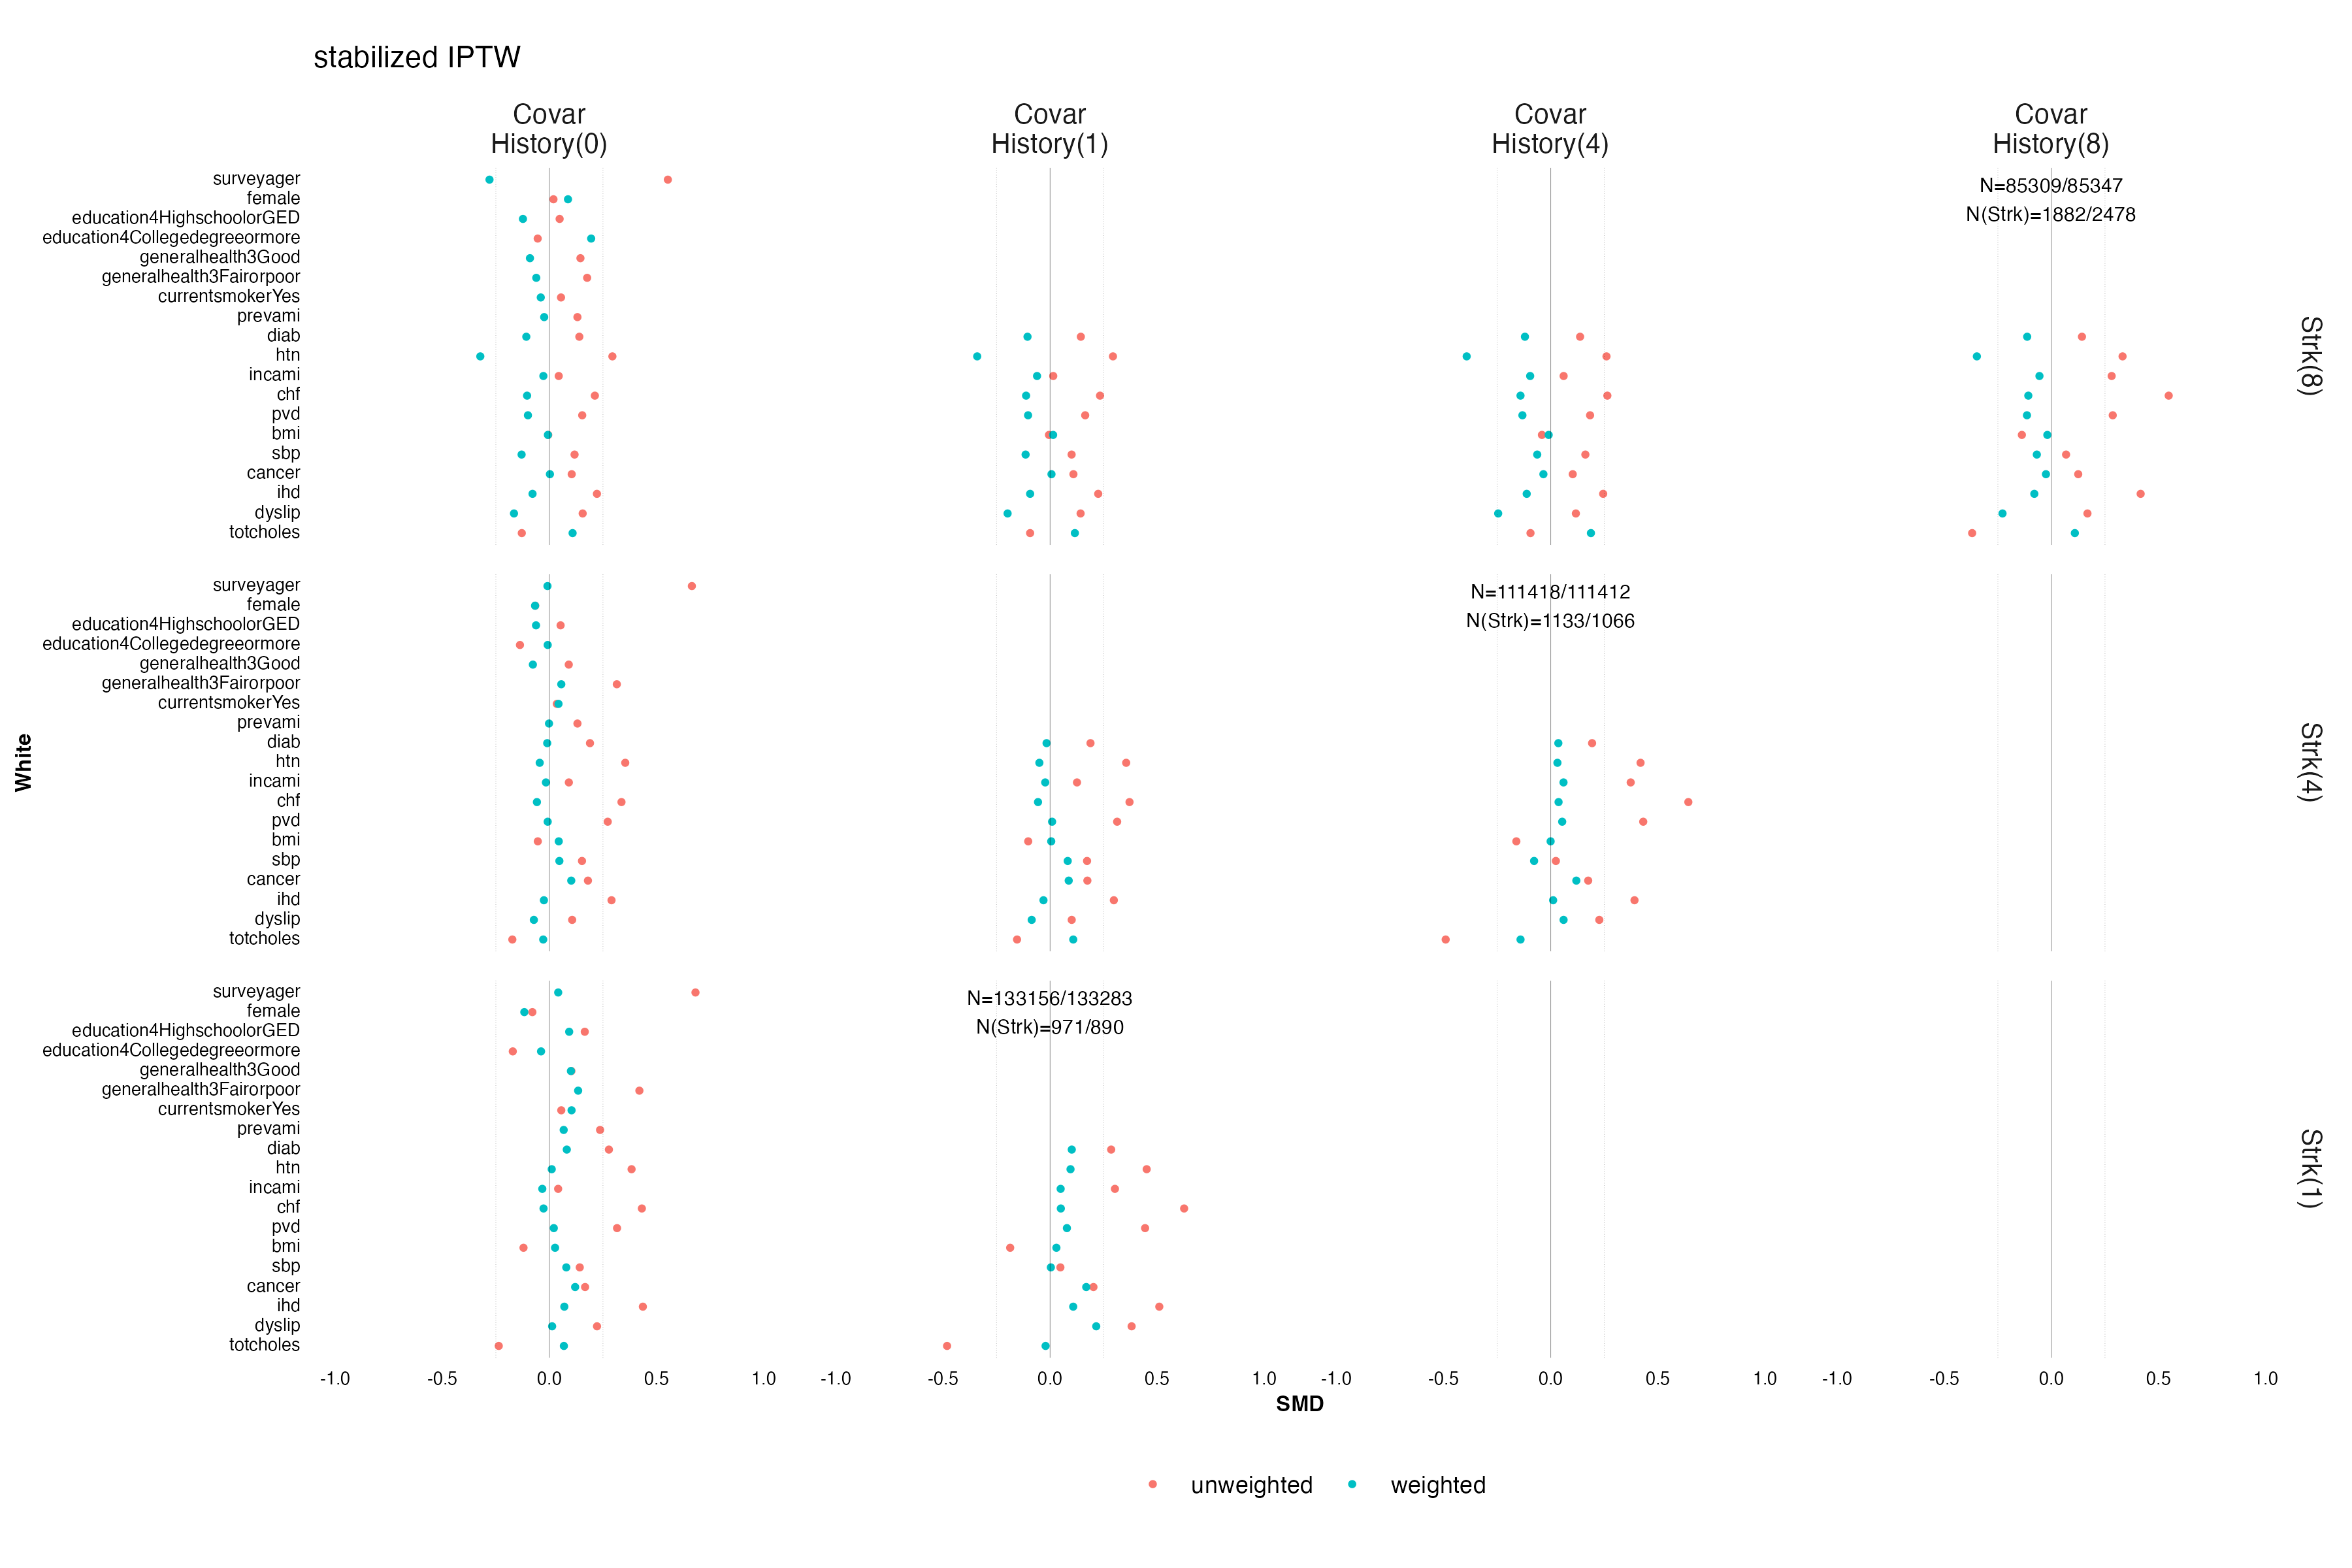 stabilized IPTW
Covar
History(0)
Covar
History(1)
Covar
History(4)
Covar
History(8)
surveyager
female
education4HighschoolorGED
education4Collegedegreeormore
generalhealth3Good
generalhealth3Fairorpoor
currentsmokerYes
prevami
diab
htn
incami
chf
pvd
bmi
sbp
cancer
ihd
dyslip
totcholes
N=85309/85347
N(Strk)=1882/2478
Strk(8)
White
surveyager
female
education4HighschoolorGED
education4Collegedegreeormore
generalhealth3Good
generalhealth3Fairorpoor
currentsmokerYes
prevami
diab
htn
incami
chf
pvd
bmi
sbp
cancer
ihd
dyslip
totcholes
N=111418/111412
N(Strk)=1133/1066
Strk(4)
surveyager
female
education4HighschoolorGED
education4Collegedegreeormore
generalhealth3Good
generalhealth3Fairorpoor
currentsmokerYes
prevami
diab
htn
incami
chf
pvd
bmi
sbp
cancer
ihd
dyslip
totcholes
N=133156/133283
N(Strk)=971/890
Strk(1)
-1.0 -0.5 0.0 0.5 1.0 -1.0 -0.5 0.0 0.5 1.0 -1.0 -0.5 0.0 0.5 1.0 -1.0 -0.5 0.0 0.5 1.0
SMD
unweighted weighted